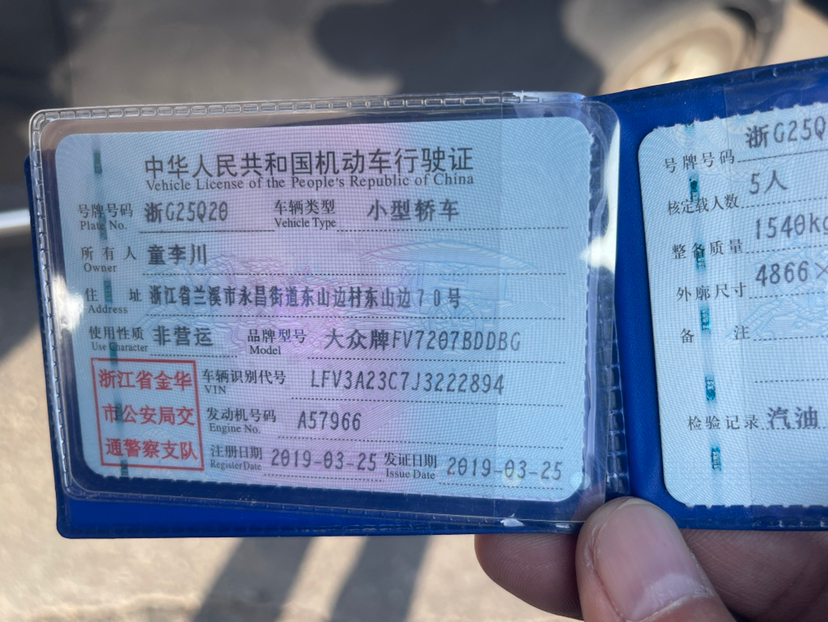 中华人民共和国机动车行驶证
Vehicle License of the People's Republic of China
号牌号码 浙G25Q20 车辆类型 小型轿车
Plate No. Vehicle Type
所有人 童李川
Owner
住址 浙江省兰溪市永昌街道东山边村东山边70号
Address
使用性质 非营运 品牌型号 大众牌FV7207BDDBG
Use Character Model
浙江省金华
市公安局交
通警察支队
车辆识别代号 LFV3A23C7J3222894
VIN
发动机号码 A57966
Engine No.
注册日期 2019-03-25 发证日期 2019-03-25
Register Date Issue Date
号牌号码 浙G25Q
核定载人数 5人
整备质量 1540kg
外廓尺寸 4866×
备注
检验记录 汽油